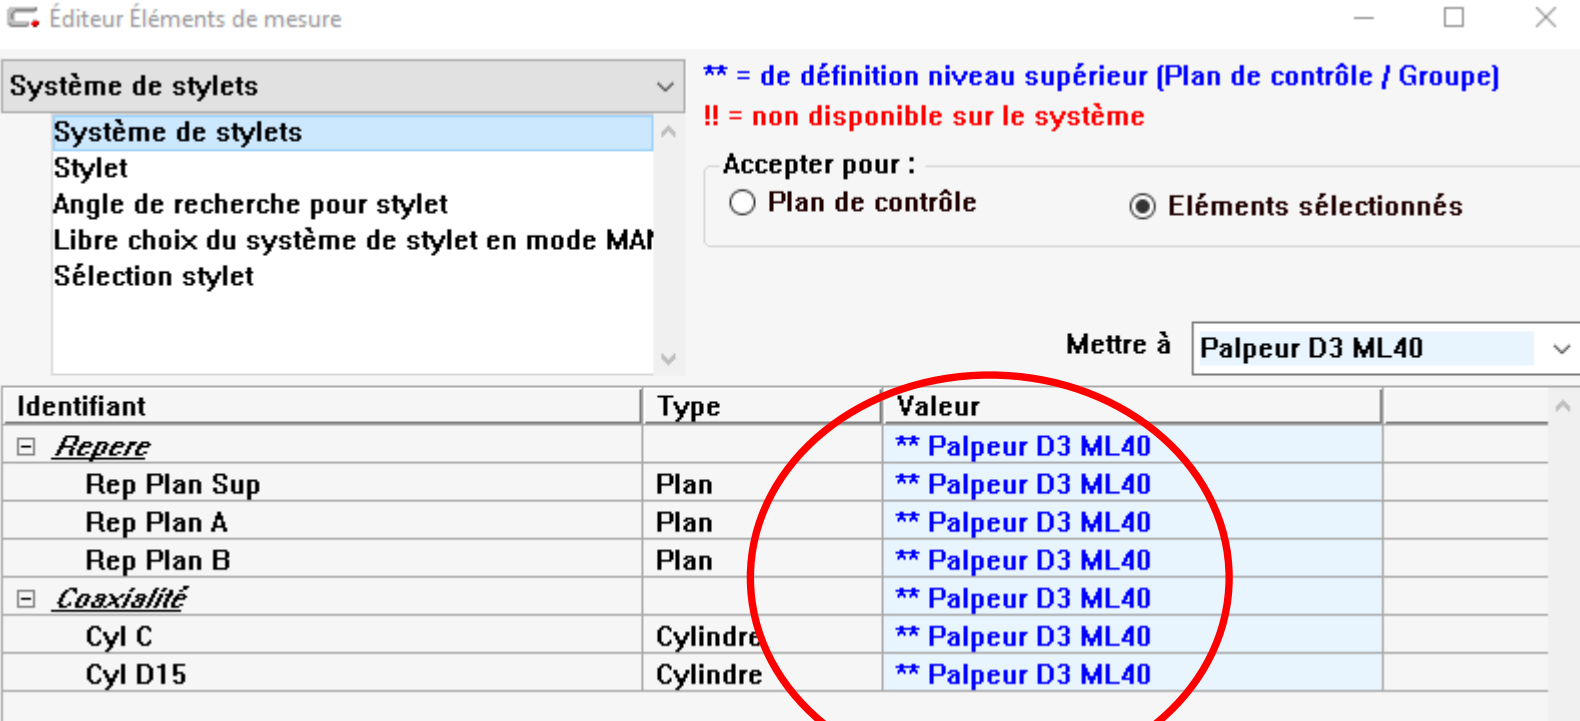 Éditeur Éléments de mesure
Système de stylets
** = de définition niveau supérieur (Plan de contrôle / Groupe)
!! = non disponible sur le système
Système de stylets
Stylet
Angle de recherche pour stylet
Libre choix du système de stylet en mode MAN
Sélection stylet
Accepter pour :
Plan de contrôle
Eléments sélectionnés
Mettre à
Palpeur D3 ML40
Identifiant Type Valeur
Repere ** Palpeur D3 ML40
Rep Plan Sup Plan ** Palpeur D3 ML40
Rep Plan A Plan ** Palpeur D3 ML40
Rep Plan B Plan ** Palpeur D3 ML40
Coaxialité ** Palpeur D3 ML40
Cyl C Cylindre ** Palpeur D3 ML40
Cyl D15 Cylindre ** Palpeur D3 ML40